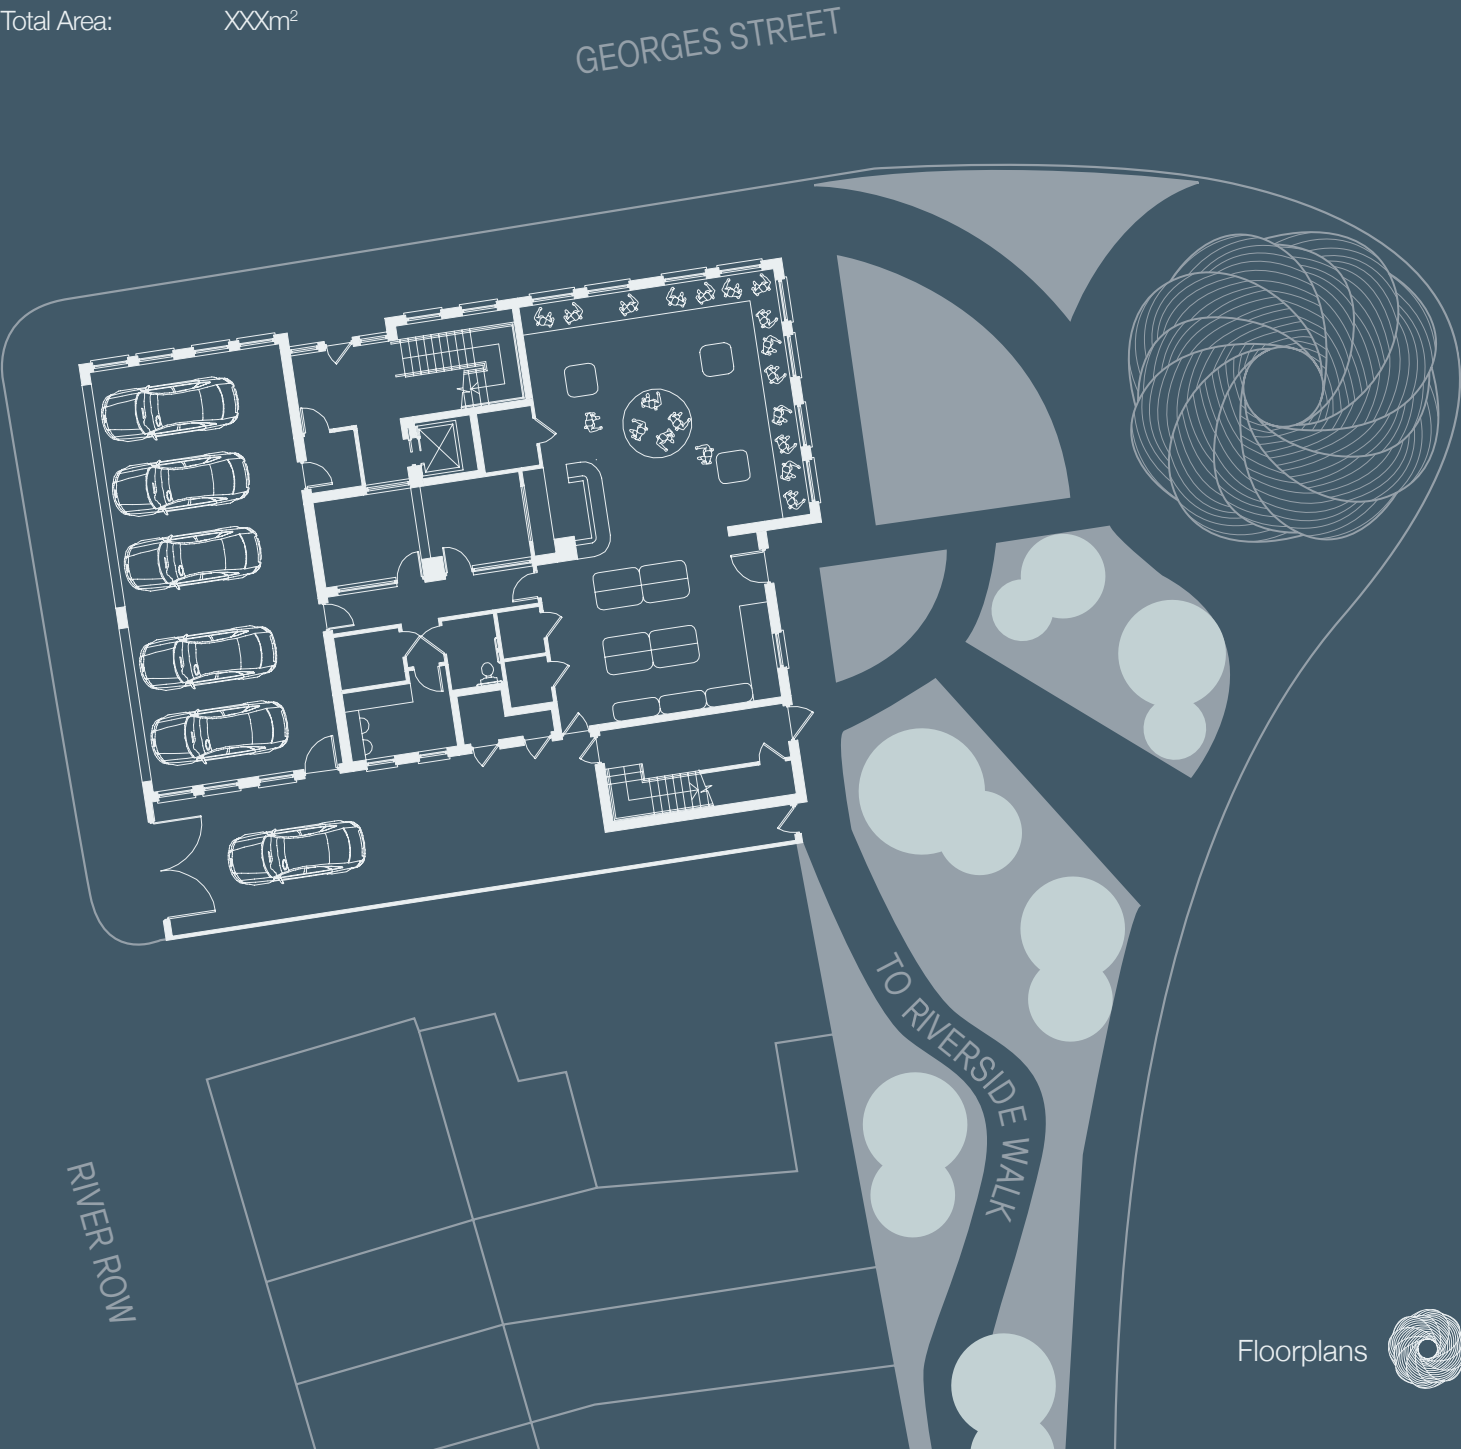 Total Area: XXXm²
GEORGES STREET
TO RIVERSIDE WALK
RIVER ROW
Floorplans